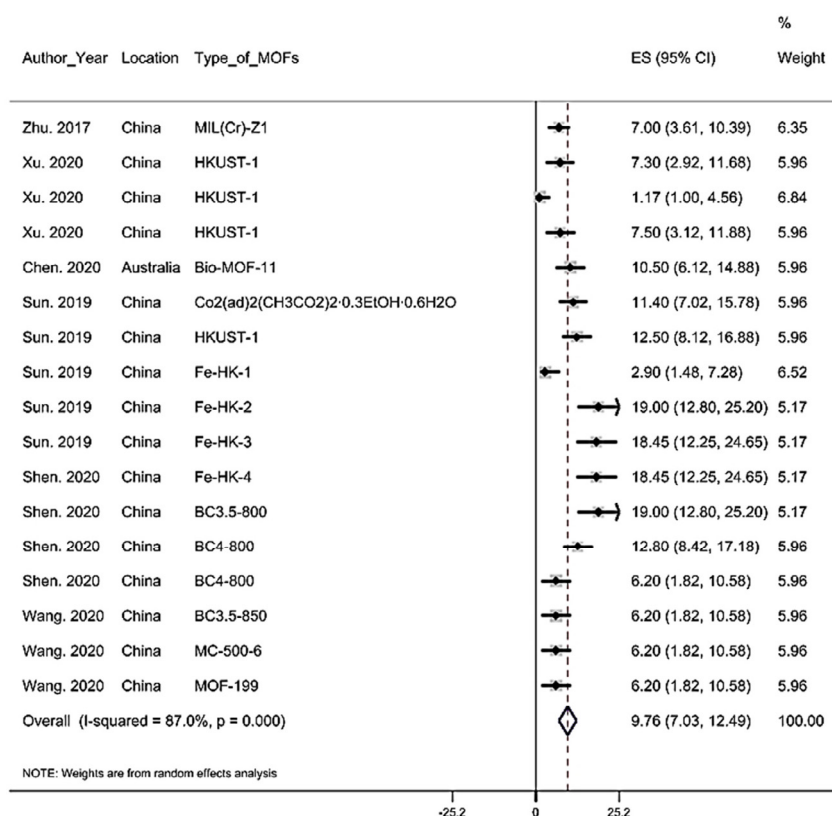 %
Author_Year Location Type_of_MOFs ES (95% CI) Weight
Zhu. 2017 China MIL(Cr)-Z1 7.00 (3.61, 10.39) 6.35
Xu. 2020 China HKUST-1 7.30 (2.92, 11.68) 5.96
Xu. 2020 China HKUST-1 1.17 (1.00, 4.56) 6.84
Xu. 2020 China HKUST-1 7.50 (3.12, 11.88) 5.96
Chen. 2020 Australia Bio-MOF-11 10.50 (6.12, 14.88) 5.96
Sun. 2019 China Co2(ad)2(CH3CO2)2·0.3EtOH·0.6H2O 11.40 (7.02, 15.78) 5.96
Sun. 2019 China HKUST-1 12.50 (8.12, 16.88) 5.96
Sun. 2019 China Fe-HK-1 2.90 (1.48, 7.28) 6.52
Sun. 2019 China Fe-HK-2 19.00 (12.80, 25.20) 5.17
Sun. 2019 China Fe-HK-3 18.45 (12.25, 24.65) 5.17
Shen. 2020 China Fe-HK-4 18.45 (12.25, 24.65) 5.17
Shen. 2020 China BC3.5-800 19.00 (12.80, 25.20) 5.17
Shen. 2020 China BC4-800 12.80 (8.42, 17.18) 5.96
Shen. 2020 China BC4-800 6.20 (1.82, 10.58) 5.96
Wang. 2020 China BC3.5-850 6.20 (1.82, 10.58) 5.96
Wang. 2020 China MC-500-6 6.20 (1.82, 10.58) 5.96
Wang. 2020 China MOF-199 6.20 (1.82, 10.58) 5.96
Overall (I-squared = 87.0%, p = 0.000) 9.76 (7.03, 12.49) 100.00
NOTE: Weights are from random effects analysis
-25.2 0 25.2